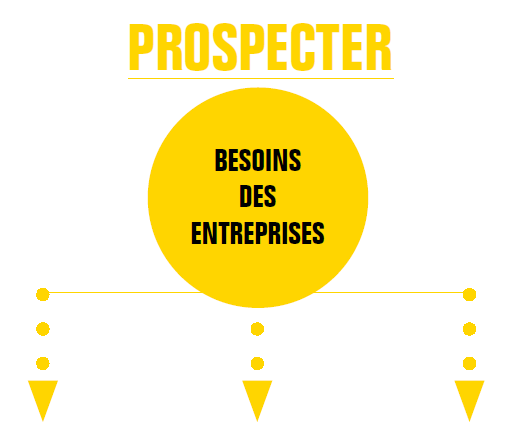 PROSPECTER
BESOINS
DES
ENTREPRISES